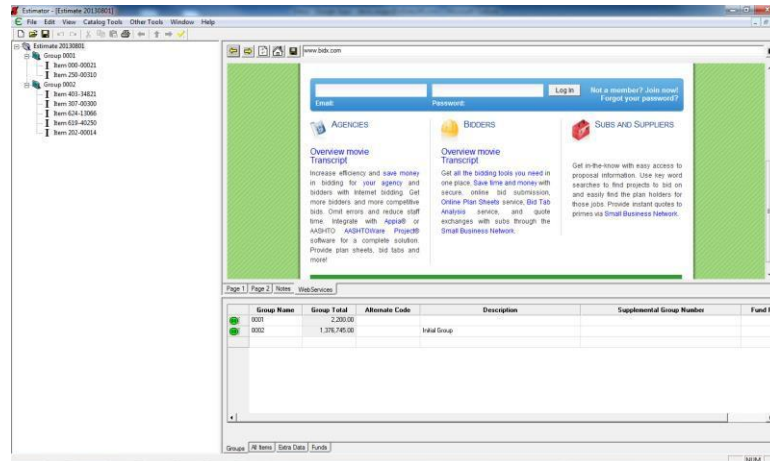 Estimator - [Estimate 20130801]
File Edit View Catalog Tools Other Tools Window Help
Estimate 20130801
Group 0001
Item 000-00021
Item 250-00310
Group 0002
Item 403-34821
Item 307-00300
Item 624-13066
Item 619-40250
Item 202-00014
www.bidx.com
Log In
Not a member? Join now!
Email:
Password:
Forgot your password?
AGENCIES
Overview movie
Transcript
Increase efficiency and save money
in bidding for your agency and
bidders with Internet bidding. Get
more bidders and more competitive
bids. Omit errors and reduce staff
time. Integrate with Appia® or
AASHTO AASHTOWare Project®
software for a complete solution.
Provide plan sheets, bid tabs and
more!
BIDDERS
Overview movie
Transcript
Get all the bidding tools you need in
one place. Save time and money with
secure, online bid submission,
Online Plan Sheets service, Bid Tab
Analysis service, and quote
exchanges with subs through the
Small Business Network.
SUBS AND SUPPLIERS
Get in-the-know with easy access to
proposal information. Use key word
searches to find projects to bid on
and easily find the plan holders for
those jobs. Provide instant quotes to
primes via Small Business Network.
Page 1 Page 2 Notes WebServices
Group Name Group Total Alternate Code Description Supplemental Group Number Fund
0001 2,200.00
0002 1,376,745.00 Initial Group
Groups All Items Extra Data Funds
NUM